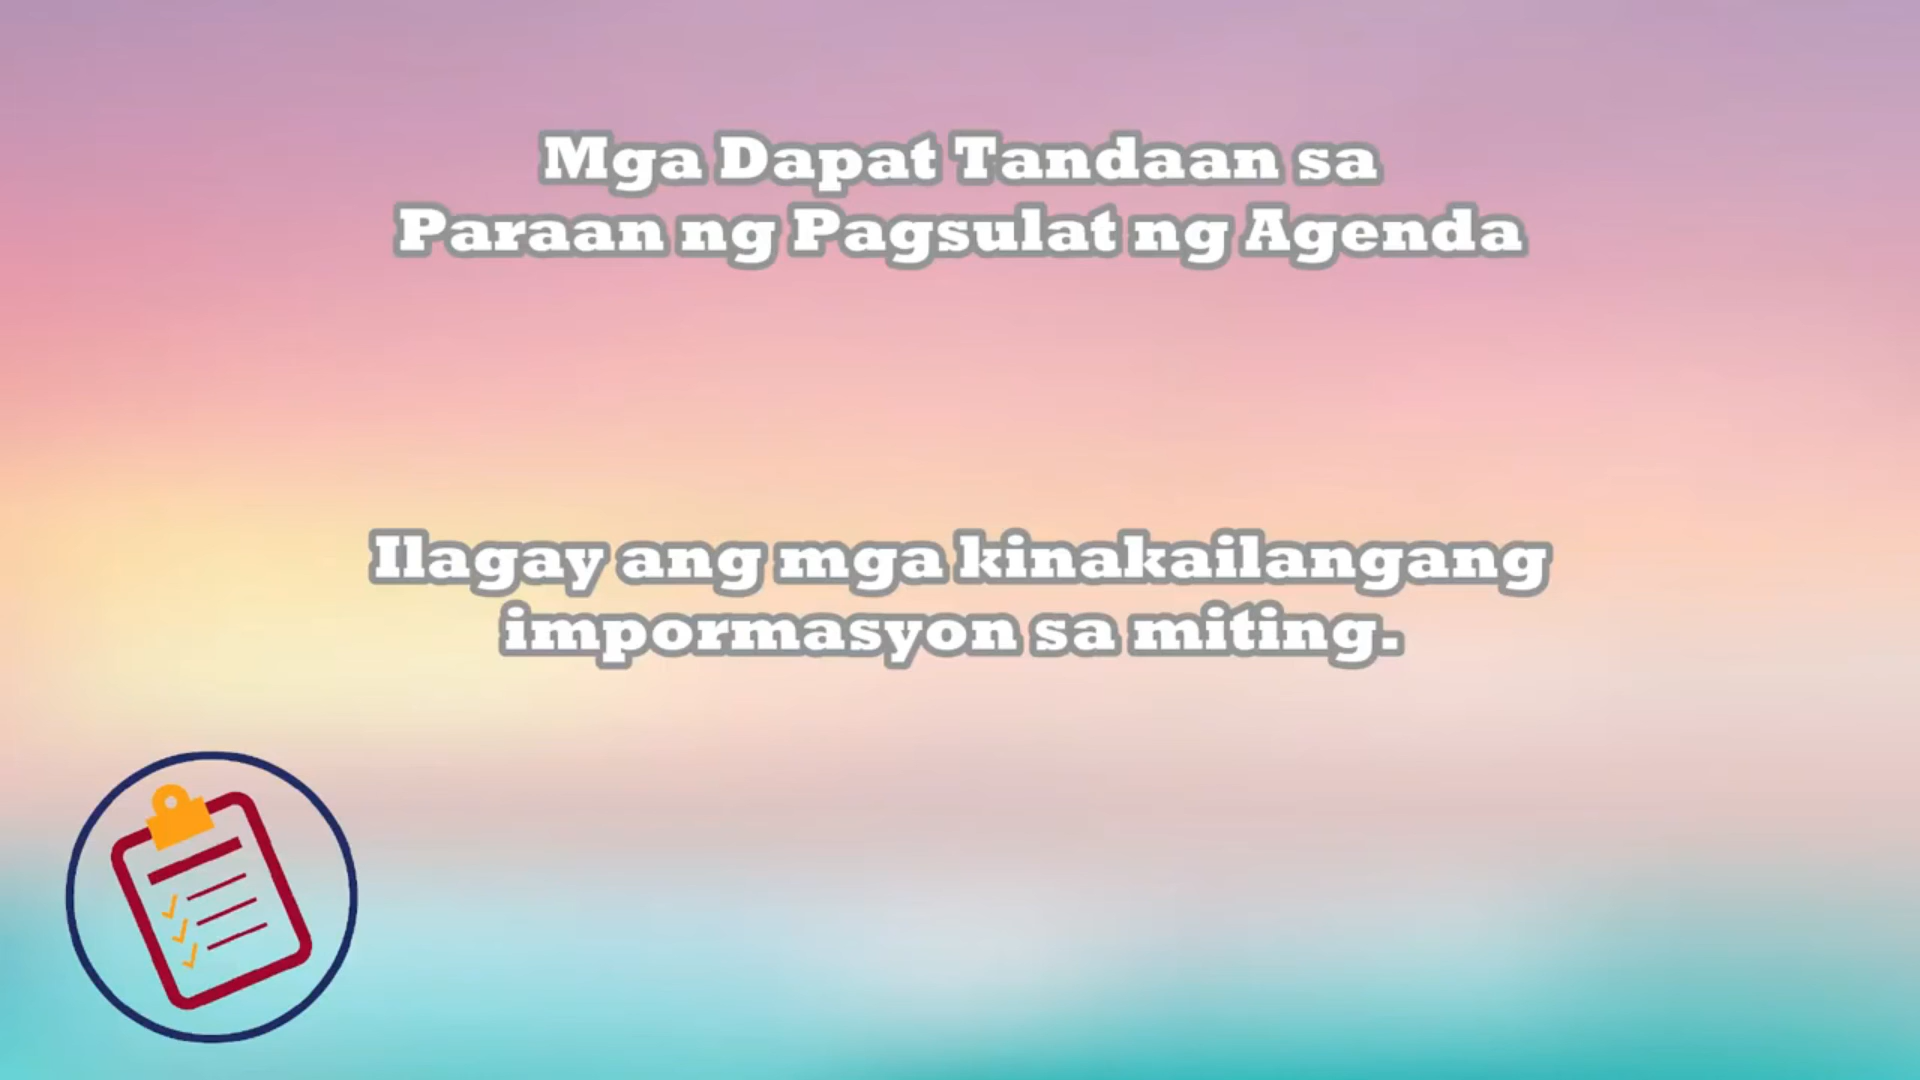 Mga Dapat Tandaan sa
Paraan ng Pagsulat ng Agenda
Ilagay ang mga kinakailangang
impormasyon sa miting.